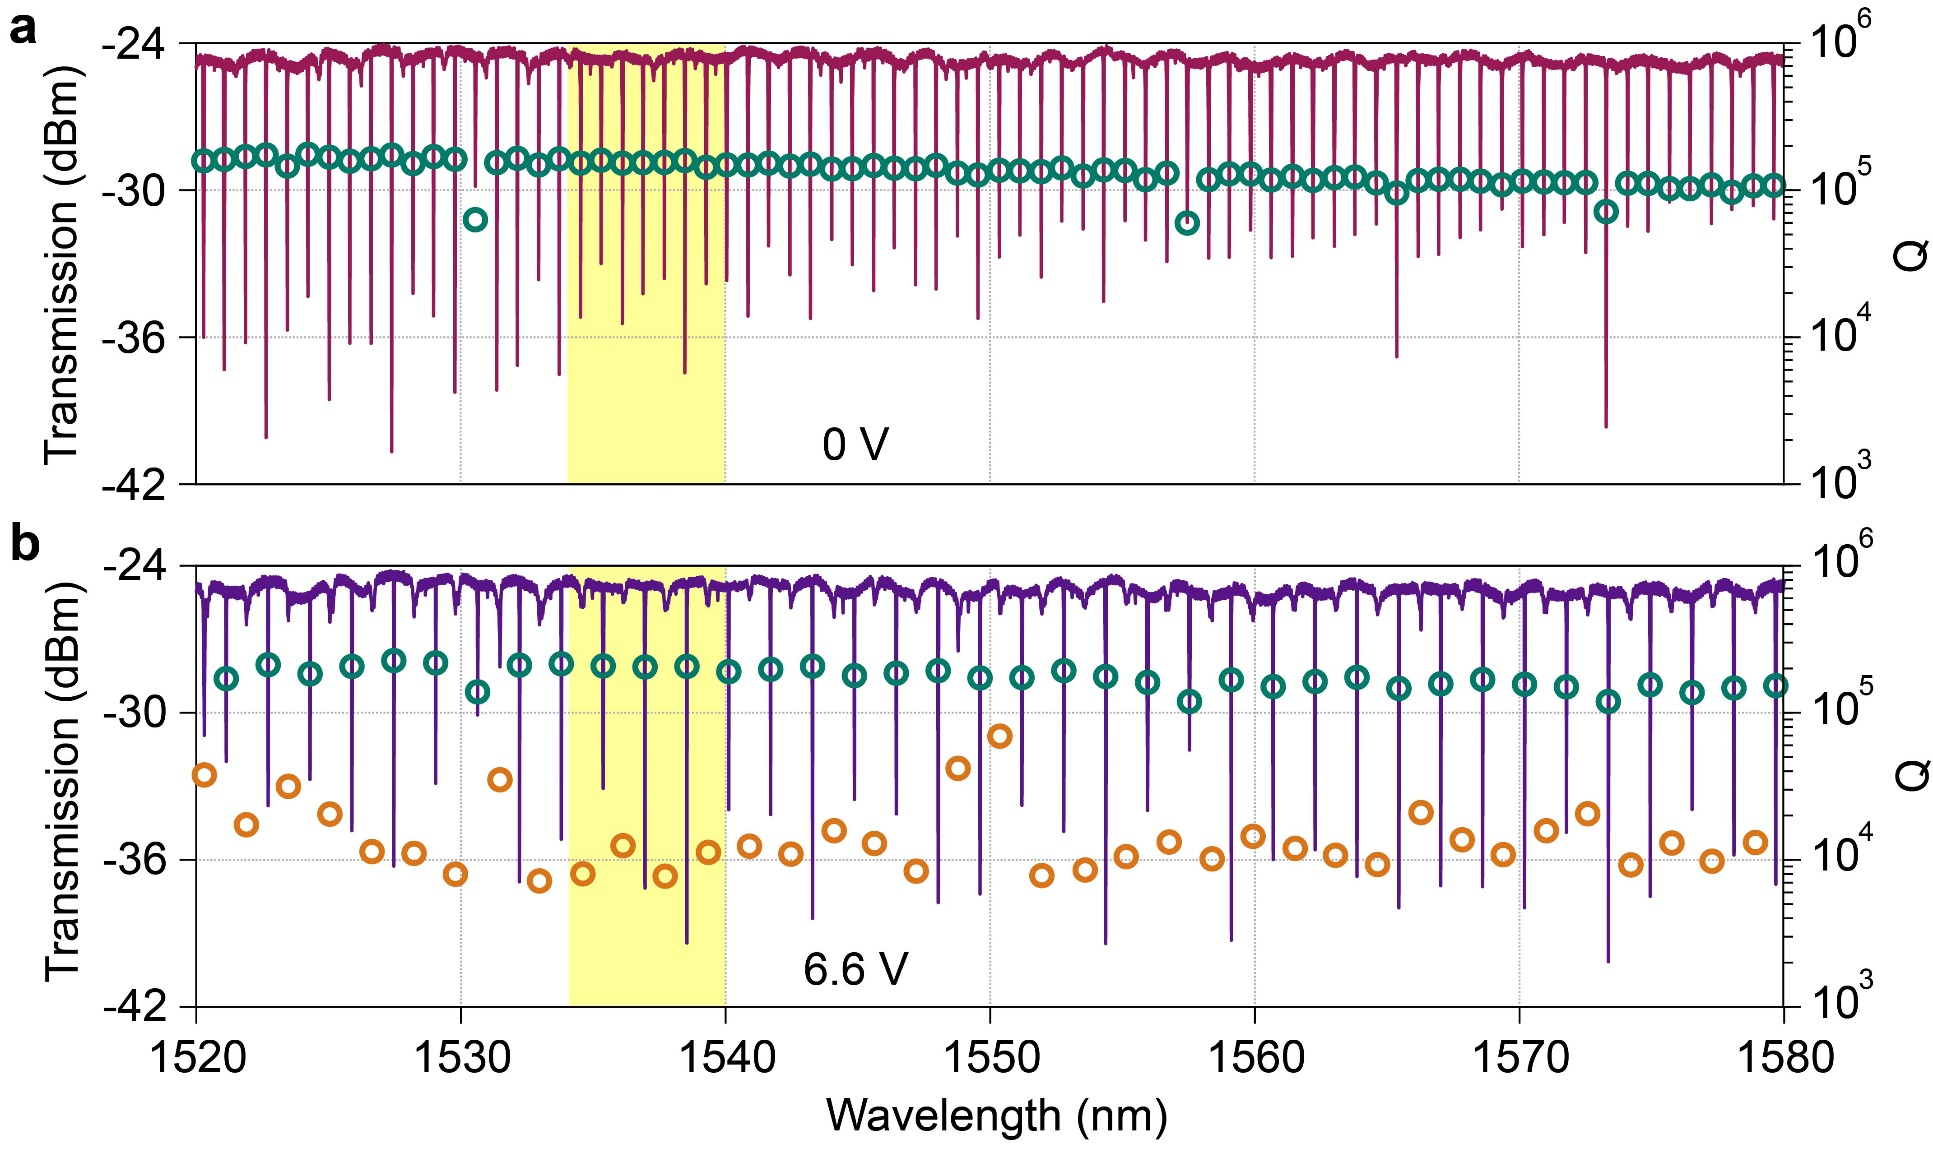 a
-24
-30
-36
-42
Transmission (dBm)
0 V
10^6
10^5
10^4
10^3
Q
b
-24
-30
-36
-42
Transmission (dBm)
6.6 V
10^6
10^5
10^4
10^3
Q
1520 1530 1540 1550 1560 1570 1580
Wavelength (nm)